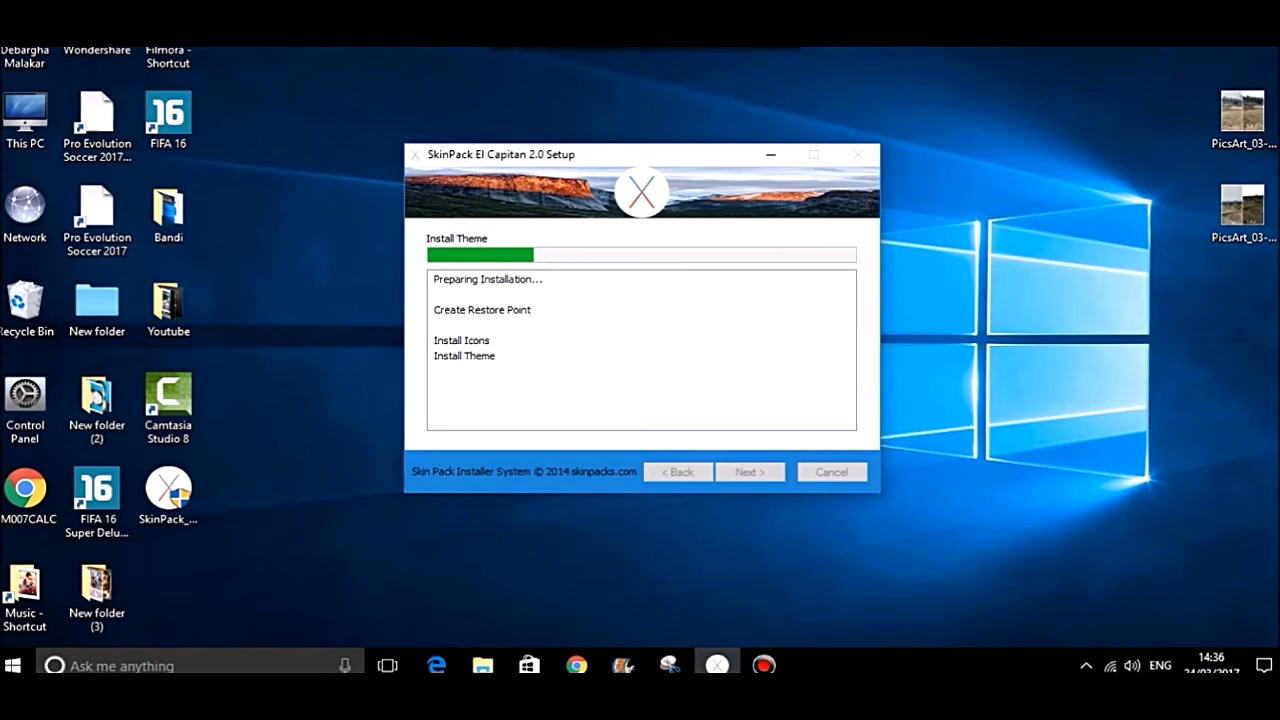 Debargha
Malakar
Wondershare
Filmora -
Shortcut
This PC
Pro Evolution
Soccer 2017...
16
FIFA 16
Network
Pro Evolution
Soccer 2017
Bandi
Recycle Bin
New folder
Youtube
Control
Panel
New folder
(2)
Camtasia
Studio 8
M007CALC
16
FIFA 16
Super Delu...
SkinPack_...
Music -
Shortcut
New folder
(3)
SkinPack El Capitan 2.0 Setup
Install Theme
Preparing Installation...
Create Restore Point
Install Icons
Install Theme
Skin Pack Installer System © 2014 skinpacks.com
< Back
Next >
Cancel
PicsArt_03-...
PicsArt_03-...
Ask me anything
ENG
14:36
24/03/2017